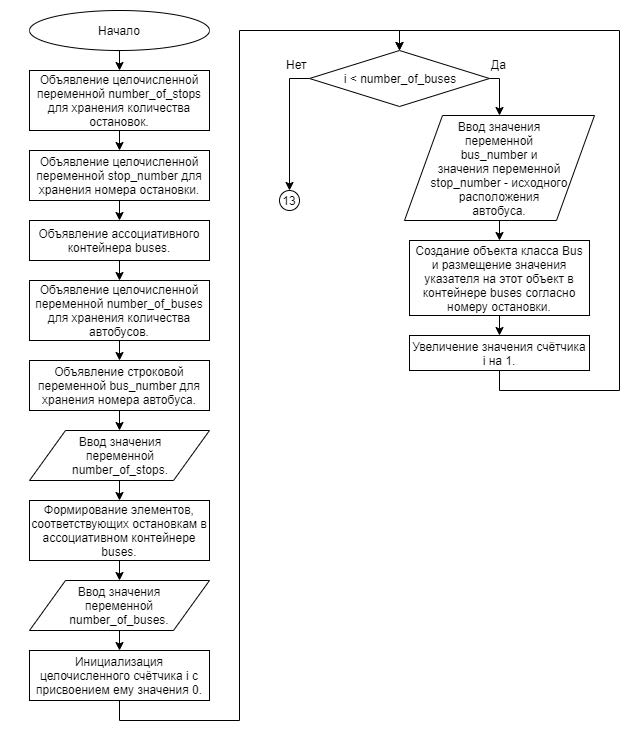 Начало
Объявление целочисленной
переменной number_of_stops
для хранения количества
остановок.
Объявление целочисленной
переменной stop_number для
хранения номера остановки.
Объявление ассоциативного
контейнера buses.
Объявление целочисленной
переменной number_of_buses
для хранения количества
автобусов.
Объявление строковой
переменной bus_number для
хранения номера автобуса.
Ввод значения
переменной
number_of_stops.
Формирование элементов,
соответствующих остановкам в
ассоциативном контейнере
buses.
Ввод значения
переменной
number_of_buses.
Инициализация
целочисленного счётчика i с
присвоением ему значения 0.
i < number_of_buses
Нет
Да
13
Ввод значения
переменной
bus_number и
значения переменной
stop_number - исходного
расположения
автобуса.
Создание объекта класса Bus
и размещение значения
указателя на этот объект в
контейнере buses согласно
номеру остановки.
Увеличение значения счётчика
i на 1.